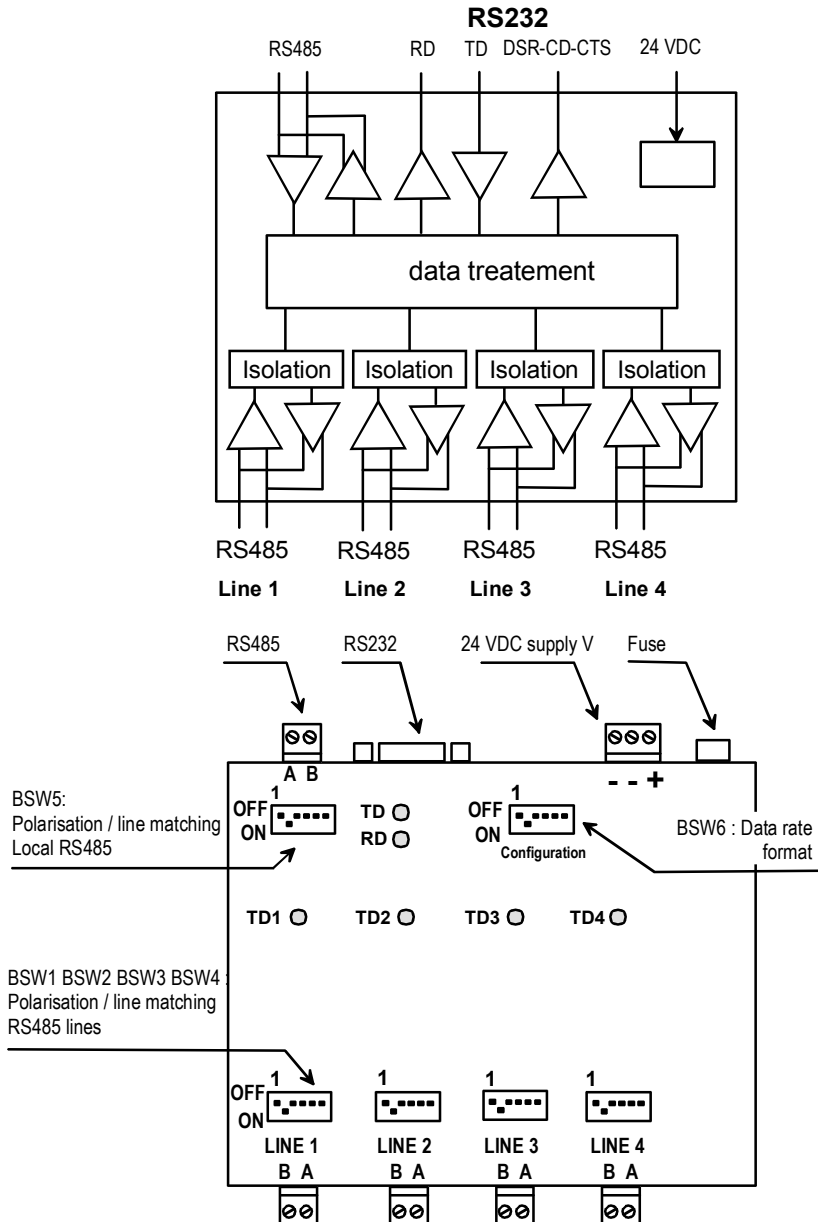 RS232
RS485 RD TD DSR-CD-CTS 24 VDC
data treatement
Isolation Isolation Isolation Isolation
RS485 RS485 RS485 RS485
Line 1 Line 2 Line 3 Line 4
RS485 RS232 24 VDC supply V Fuse
A B - - +
BSW5:
Polarisation / line matching
Local RS485
1
OFF
ON
TD
RD
OFF
ON
Configuration
BSW6 : Data rate
format
TD1 TD2 TD3 TD4
BSW1 BSW2 BSW3 BSW4 :
Polarisation / line matching
RS485 lines
1 1 1 1
OFF
ON
LINE 1 LINE 2 LINE 3 LINE 4
B A B A B A B A